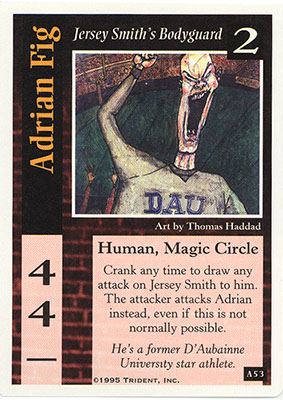 Jersey Smith's Bodyguard
2
Adrian Fig
DAU
Art by Thomas Haddad
Human, Magic Circle
4
4
—
Crank any time to draw any
attack on Jersey Smith to him.
The attacker attacks Adrian
instead, even if this is not
normally possible.
He's a former D'Aubainne
University star athlete.
©1995 TRIDENT, INC.
A53